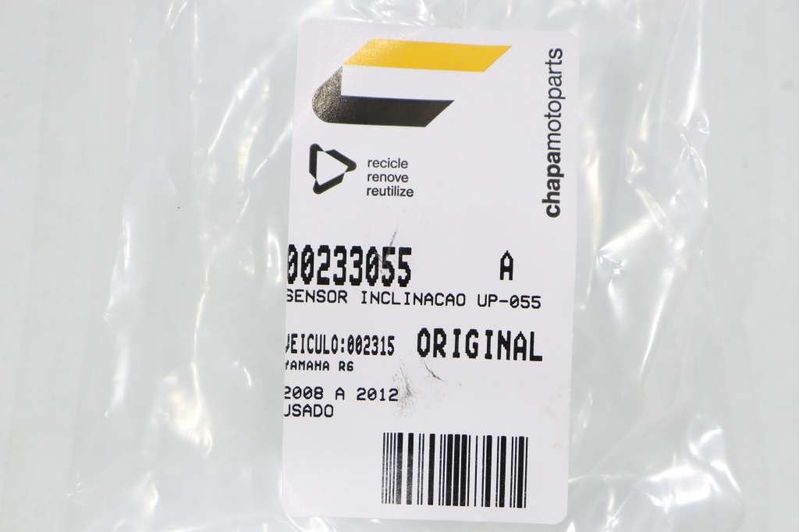 chapamotoparts
recicle
renove
reutilize
00233055 A
SENSOR INCLINACAO UP-055
VEICULO:002315 ORIGINAL
YAMAHA R6
2008 A 2012
USADO